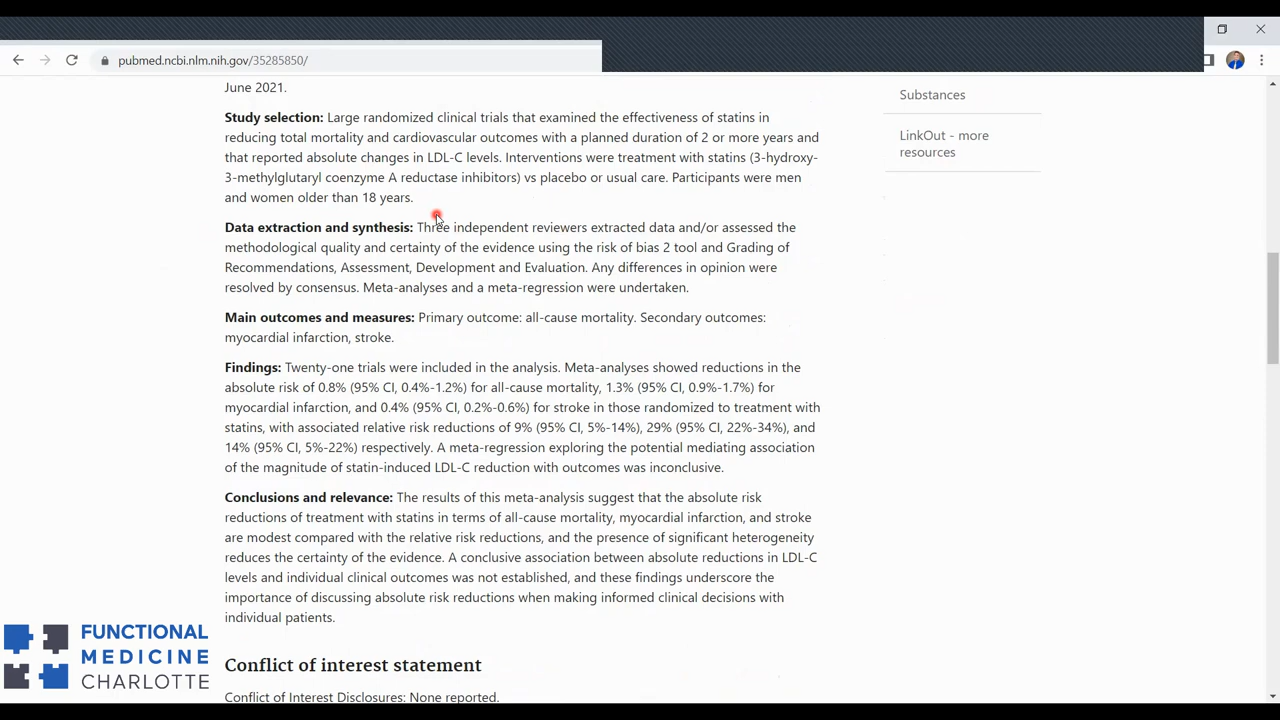 pubmed.ncbi.nlm.nih.gov/35285850/
June 2021.
Study selection: Large randomized clinical trials that examined the effectiveness of statins in
reducing total mortality and cardiovascular outcomes with a planned duration of 2 or more years and
that reported absolute changes in LDL-C levels. Interventions were treatment with statins (3-hydroxy-
3-methylglutaryl coenzyme A reductase inhibitors) vs placebo or usual care. Participants were men
and women older than 18 years.
Data extraction and synthesis: Three independent reviewers extracted data and/or assessed the
methodological quality and certainty of the evidence using the risk of bias 2 tool and Grading of
Recommendations, Assessment, Development and Evaluation. Any differences in opinion were
resolved by consensus. Meta-analyses and a meta-regression were undertaken.
Main outcomes and measures: Primary outcome: all-cause mortality. Secondary outcomes:
myocardial infarction, stroke.
Findings: Twenty-one trials were included in the analysis. Meta-analyses showed reductions in the
absolute risk of 0.8% (95% CI, 0.4%-1.2%) for all-cause mortality, 1.3% (95% CI, 0.9%-1.7%) for
myocardial infarction, and 0.4% (95% CI, 0.2%-0.6%) for stroke in those randomized to treatment with
statins, with associated relative risk reductions of 9% (95% CI, 5%-14%), 29% (95% CI, 22%-34%), and
14% (95% CI, 5%-22%) respectively. A meta-regression exploring the potential mediating association
of the magnitude of statin-induced LDL-C reduction with outcomes was inconclusive.
Conclusions and relevance: The results of this meta-analysis suggest that the absolute risk
reductions of treatment with statins in terms of all-cause mortality, myocardial infarction, and stroke
are modest compared with the relative risk reductions, and the presence of significant heterogeneity
reduces the certainty of the evidence. A conclusive association between absolute reductions in LDL-C
levels and individual clinical outcomes was not established, and these findings underscore the
importance of discussing absolute risk reductions when making informed clinical decisions with
individual patients.
Conflict of interest statement
Conflict of Interest Disclosures: None reported.
Substances
LinkOut - more
resources
FUNCTIONAL
MEDICINE
CHARLOTTE